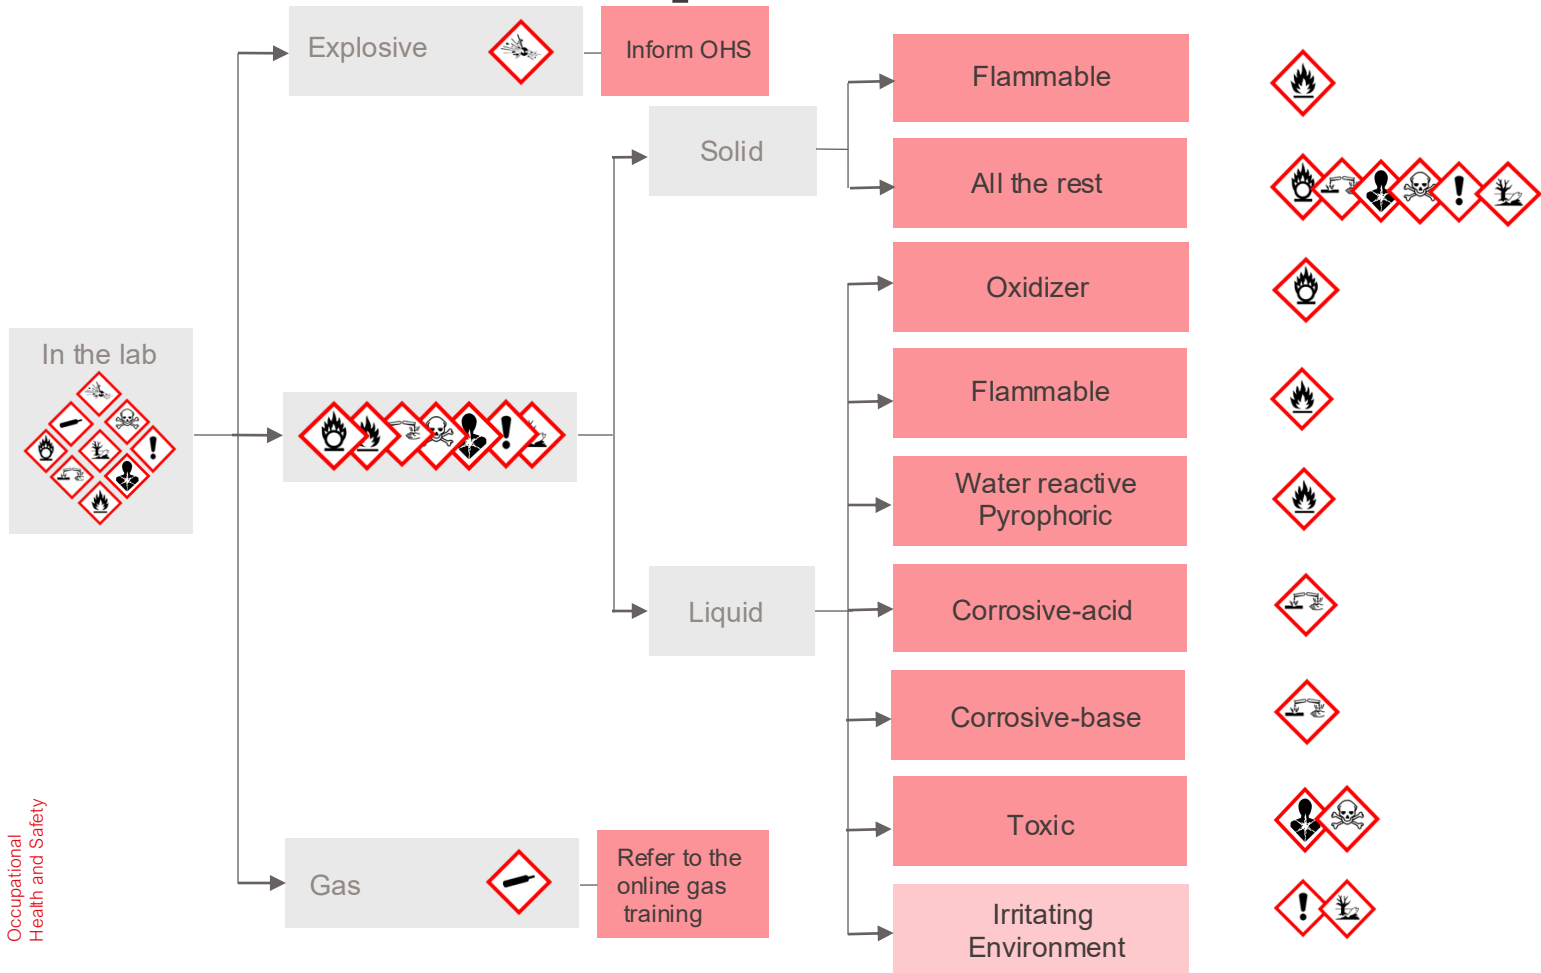 Explosive
Inform OHS
Flammable
Solid
All the rest
Oxidizer
In the lab
Flammable
Water reactive
Pyrophoric
Liquid
Corrosive-acid
Corrosive-base
Toxic
Gas
Refer to the
online gas
training
Irritating
Environment
Occupational
Health and Safety